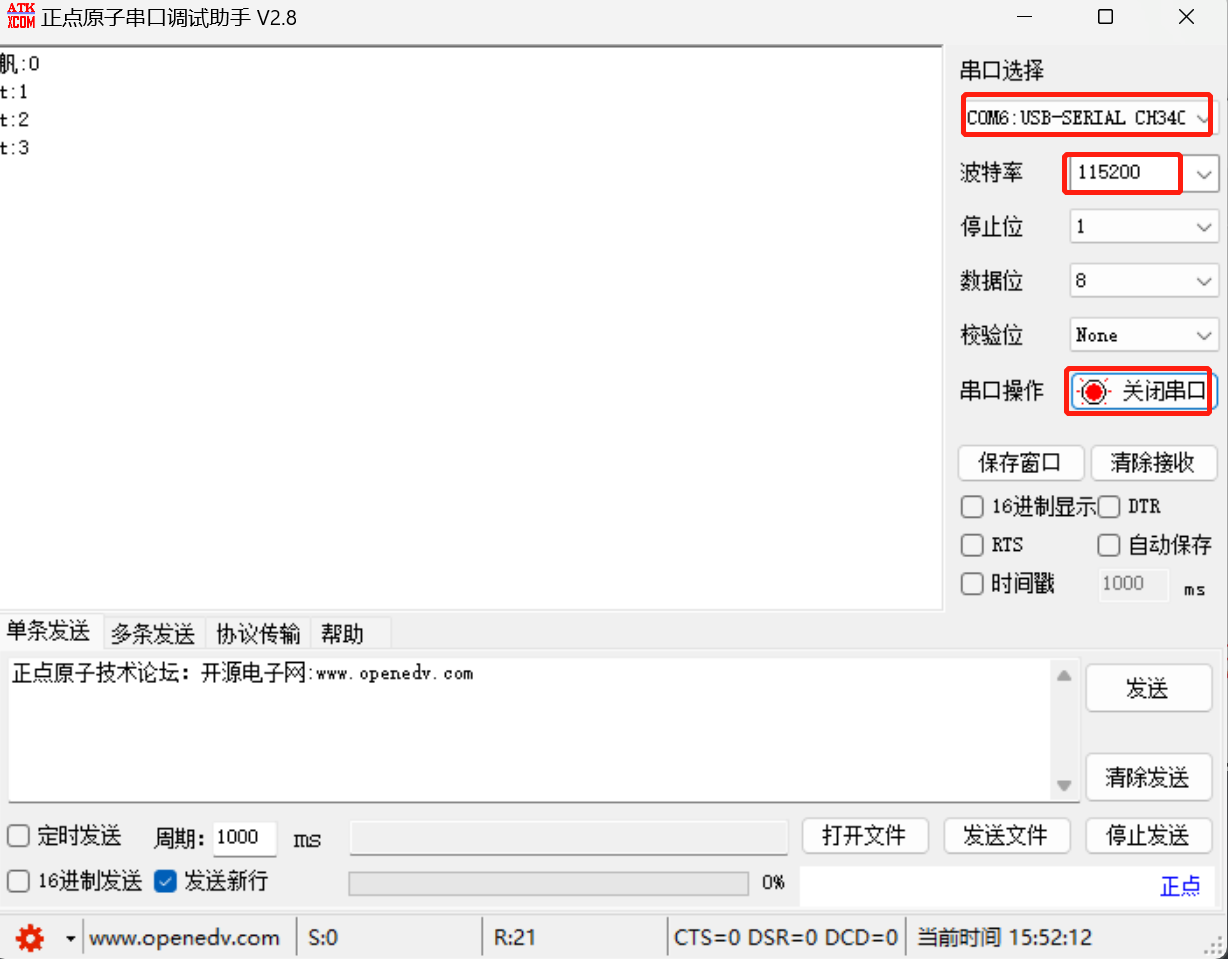 ATK
XCOM 正点原子串口调试助手 V2.8
:0
t:1
t:2
t:3
串口选择
COM6:USB-SERIAL CH340
波特率 115200
停止位 1
数据位 8
校验位 None
串口操作 关闭串口
保存窗口 清除接收
16进制显示 DTR
RTS 自动保存
时间戳 1000 ms
单条发送 多条发送 协议传输 帮助
正点原子技术论坛：开源电子网:www.openedv.com
发送
清除发送
定时发送 周期: 1000 ms 打开文件 发送文件 停止发送
16进制发送 发送新行 0% 正点
www.openedv.com S:0 R:21 CTS=0 DSR=0 DCD=0 当前时间 15:52:12